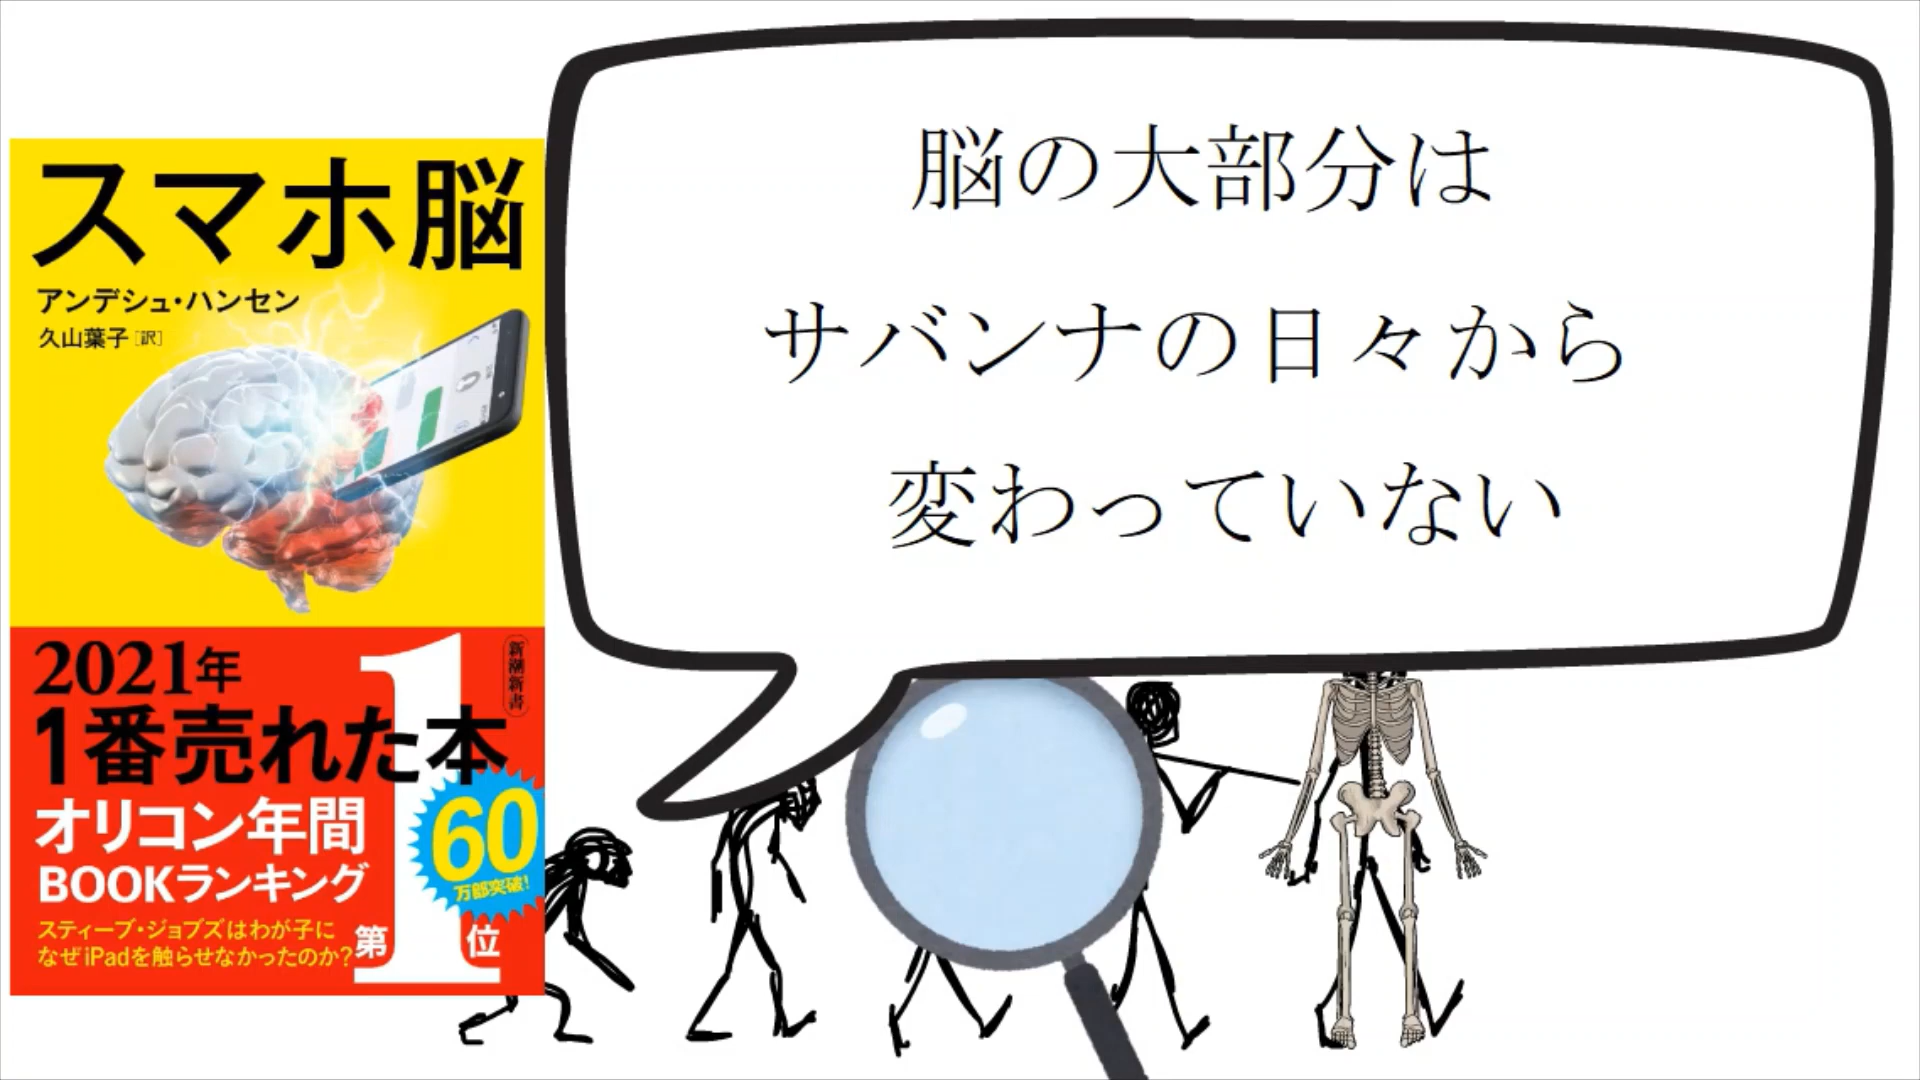 スマホ脳
アンデシュ・ハンセン
久山葉子[訳]
2021年
1番売れた本
オリコン年間
BOOKランキング
第1位
60
万部突破!
スティーブ・ジョブズはわが子に
なぜiPadを触らせなかったのか?
新潮新書
脳の大部分は
サバンナの日々から
変わっていない